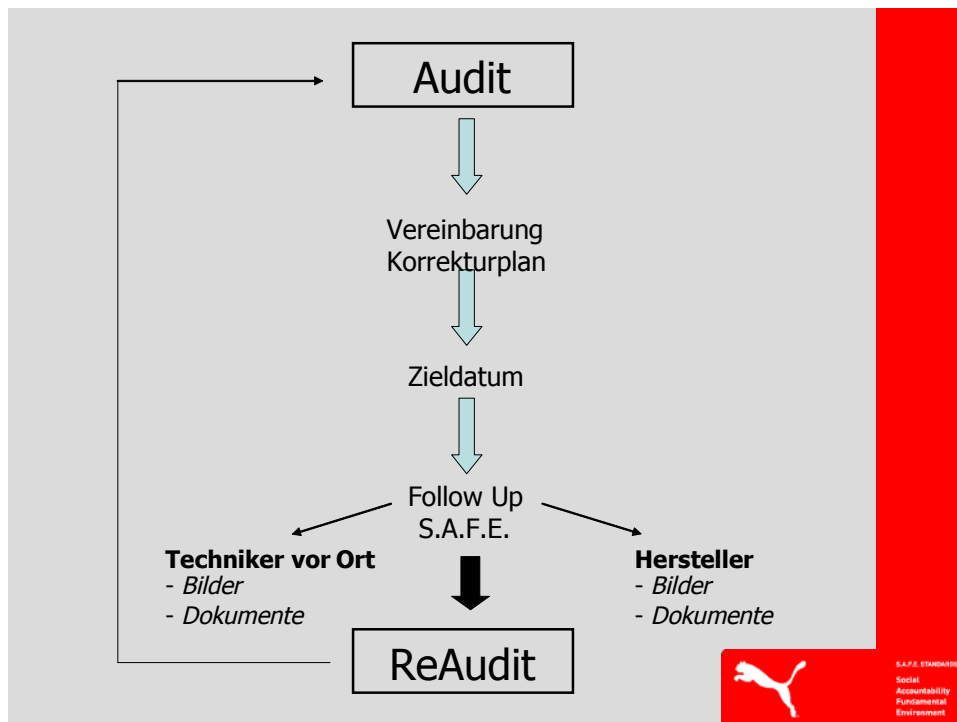 Audit
Vereinbarung
Korrekturplan
Zieldatum
Follow Up
S.A.F.E.
Techniker vor Ort
- Bilder
- Dokumente
Hersteller
- Bilder
- Dokumente
ReAudit
S.A.F.E. STANDARDS
Social
Accountability
Fundamental
Environment